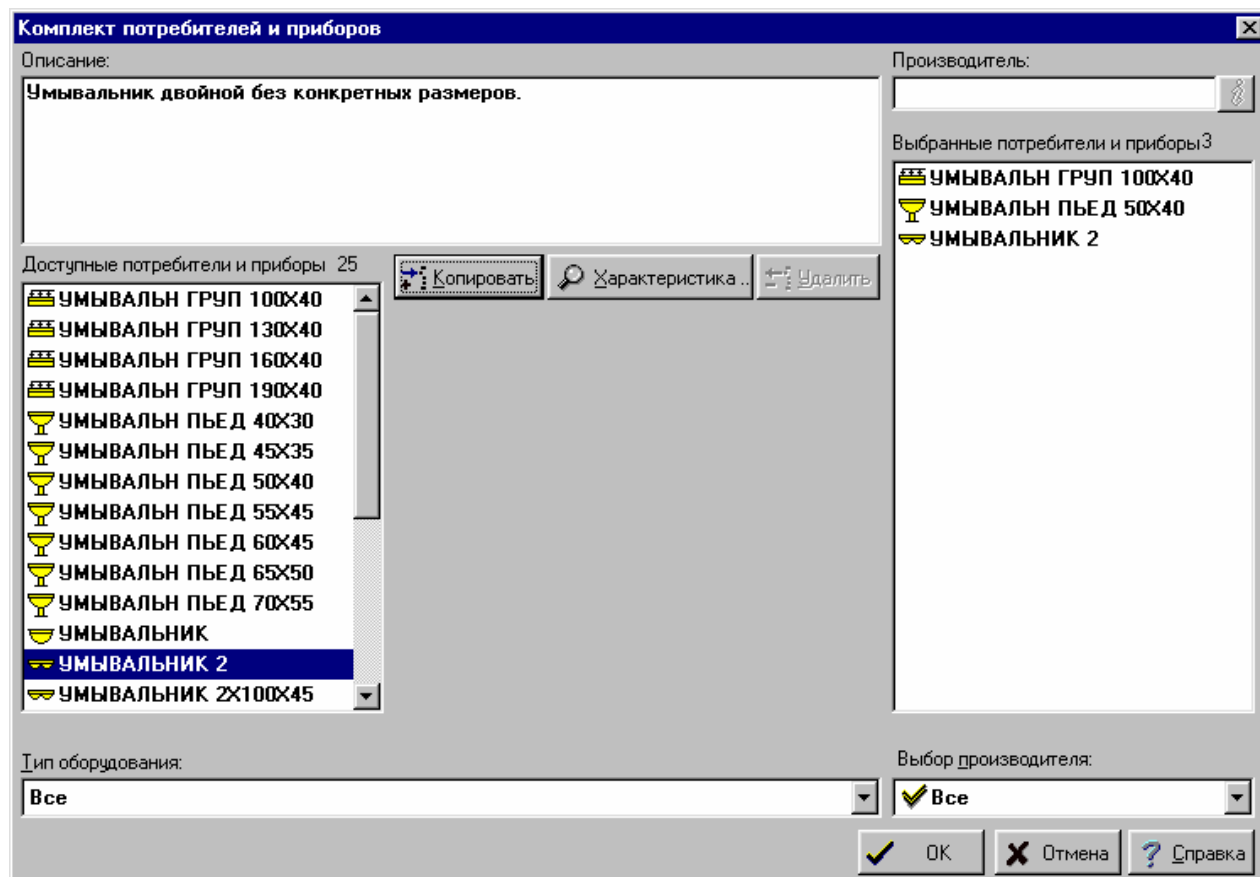 Комплект потребителей и приборов
Описание:
Умывальник двойной без конкретных размеров.
Производитель:
Выбранные потребители и приборы3
УМЫВАЛЬН ГРУП 100X40
УМЫВАЛЬН ПЬЕД 50X40
УМЫВАЛЬНИК 2
Доступные потребители и приборы 25
Копировать
Характеристика ..
Удалить
УМЫВАЛЬН ГРУП 100X40
УМЫВАЛЬН ГРУП 130X40
УМЫВАЛЬН ГРУП 160X40
УМЫВАЛЬН ГРУП 190X40
УМЫВАЛЬН ПЬЕД 40X30
УМЫВАЛЬН ПЬЕД 45X35
УМЫВАЛЬН ПЬЕД 50X40
УМЫВАЛЬН ПЬЕД 55X45
УМЫВАЛЬН ПЬЕД 60X45
УМЫВАЛЬН ПЬЕД 65X50
УМЫВАЛЬН ПЬЕД 70X55
УМЫВАЛЬНИК
УМЫВАЛЬНИК 2
УМЫВАЛЬНИК 2X100X45
Тип оборудования:
Все
Выбор производителя:
Все
OK
Отмена
Справка